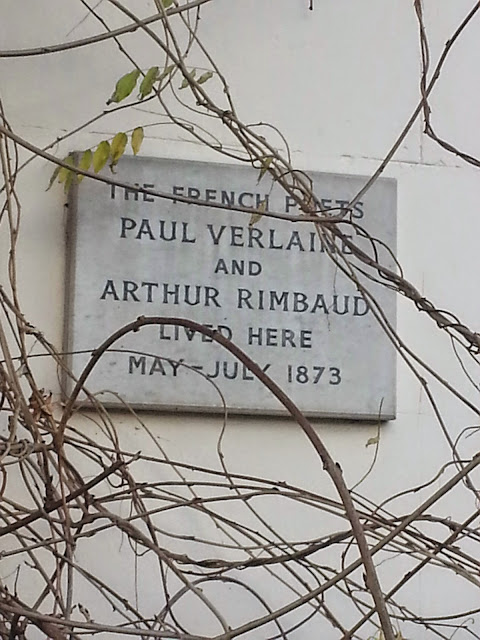 THE FRENCH POETS
PAUL VERLAINE
AND
ARTHUR RIMBAUD
LIVED HERE
MAY-JULY 1873